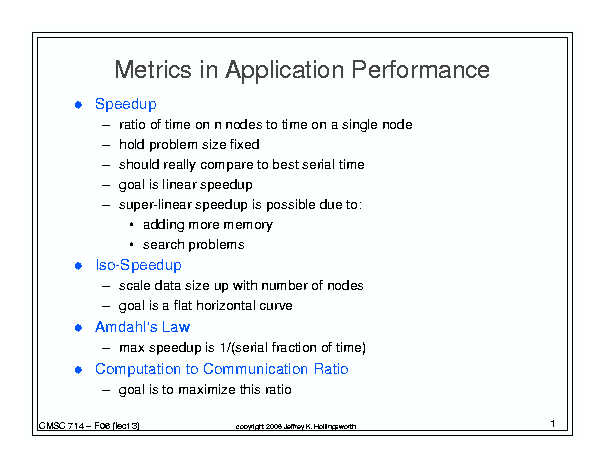 Metrics in Application Performance
Speedup
– ratio of time on n nodes to time on a single node
– hold problem size fixed
– should really compare to best serial time
– goal is linear speedup
– super-linear speedup is possible due to:
• adding more memory
• search problems
Iso-Speedup
– scale data size up with number of nodes
– goal is a flat horizontal curve
Amdahl's Law
– max speedup is 1/(serial fraction of time)
Computation to Communication Ratio
– goal is to maximize this ratio
CMSC 714 – F06 (lect 3)
copyright 2006 Jeffrey K. Hollingsworth
1